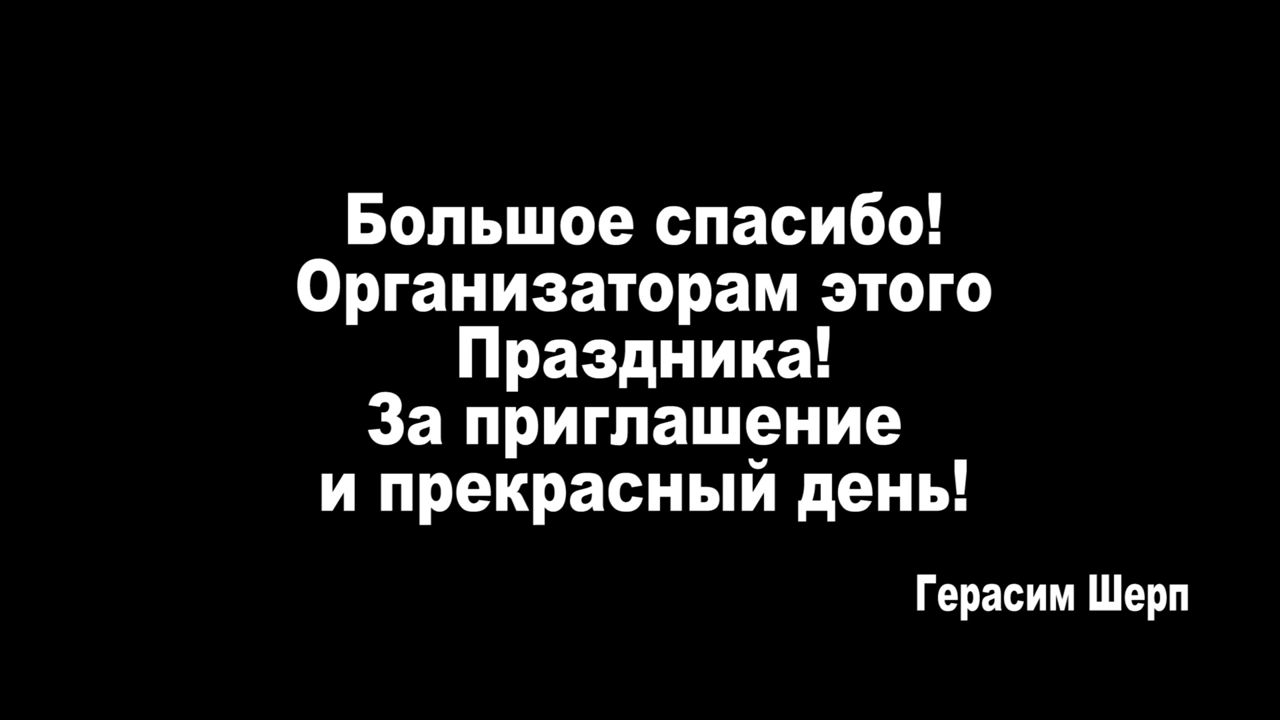 Большое спасибо!
Организаторам этого
Праздника!
За приглашение
и прекрасный день!
Герасим Шерп